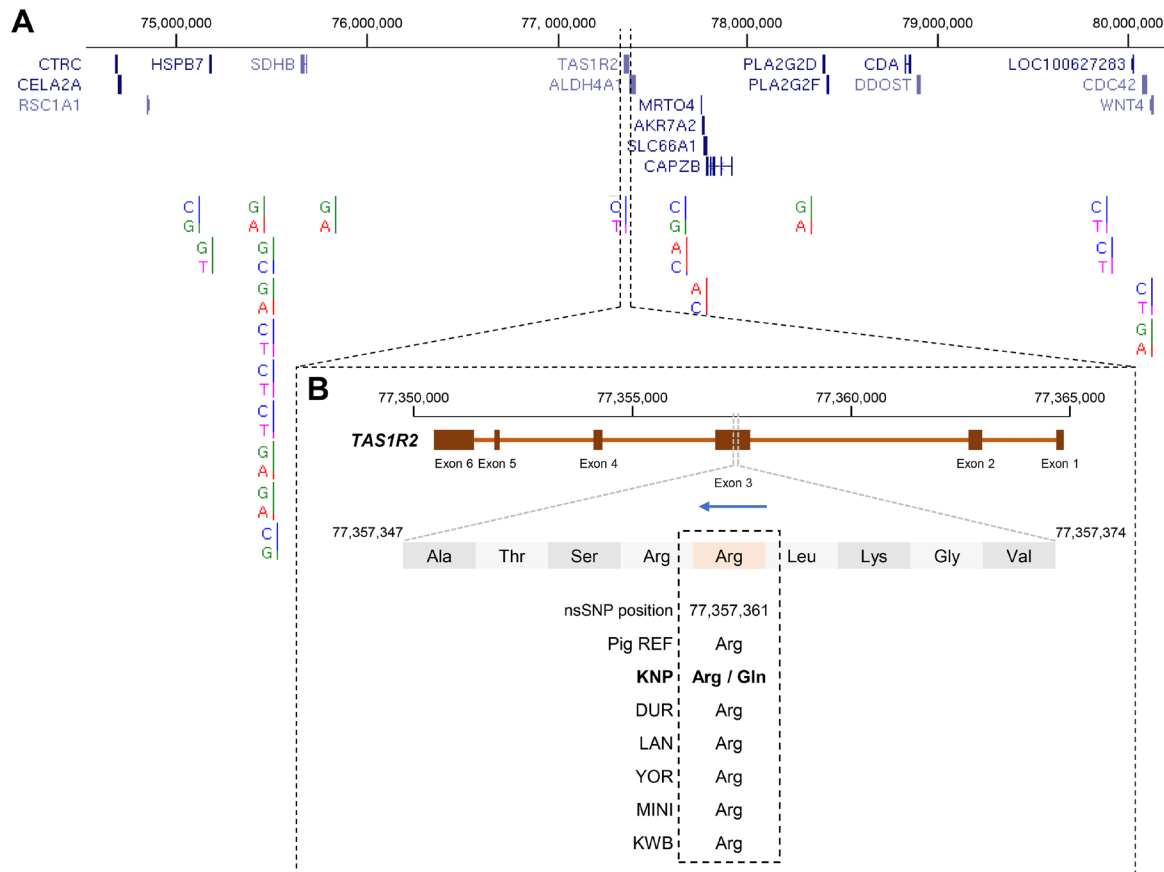 A
75,000,000 76,000,000 77, 000,000 78,000,000 79,000,000 80,000,000
CTRC HSPB7 SDHB TAS1R2 PLA2G2D CDA LOC100627283
CELA2A ALDH4A1 PLA2G2F DDOST CDC42
RSC1A1 MRTO4 WNT4
AKR7A2
SLC66A1
CAPZB
C G G C C G C
G A A T G A T
G G A C
T C C T
G A C
A C T
C G
T A
C
T
C
T
G
A
G
A
C
G
B
77,350,000 77,355,000 77,360,000 77,365,000
TAS1R2
Exon 6 Exon 5 Exon 4 Exon 3 Exon 2 Exon 1
77,357,347 77,357,374
Ala Thr Ser Arg Arg Leu Lys Gly Val
nsSNP position 77,357,361
Pig REF Arg
KNP Arg / Gln
DUR Arg
LAN Arg
YOR Arg
MINI Arg
KWB Arg